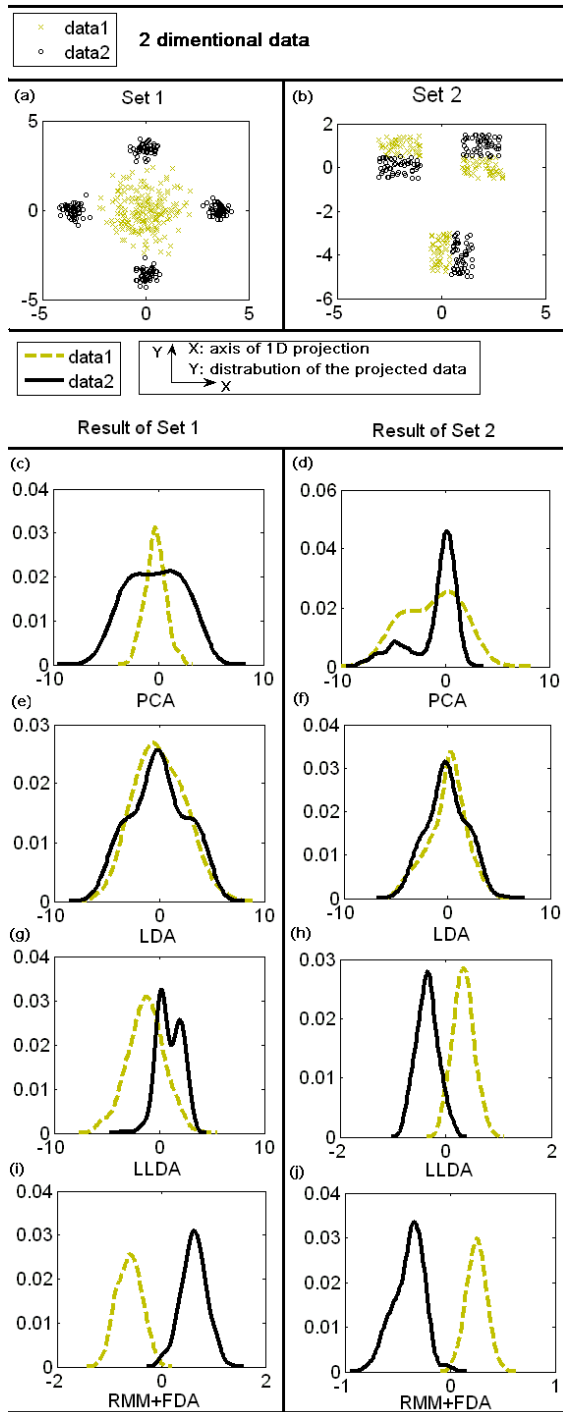 data1
data2
2 dimentional data
(a)
Set 1
(b)
Set 2
5
0
-5
-5
0
5
2
0
-2
-4
-6
-5
0
5
data1
data2
Y
X
X: axis of 1D projection
Y: distrabution of the projected data
Result of Set 1
Result of Set 2
(c)
0.04
0.03
0.02
0.01
0
-10
0
10
PCA
(d)
0.06
0.04
0.02
0
-10
0
10
PCA
(e)
0.03
0.02
0.01
0
-10
0
10
LDA
(f)
0.04
0.03
0.02
0.01
0
-10
0
10
LDA
(g)
0.04
0.03
0.02
0.01
0
-10
0
10
LLDA
(h)
0.03
0.02
0.01
0
-2
0
2
LLDA
(i)
0.04
0.03
0.02
0.01
0
-2
0
2
RMM+FDA
(j)
0.04
0.03
0.02
0.01
0
-1
0
1
RMM+FDA